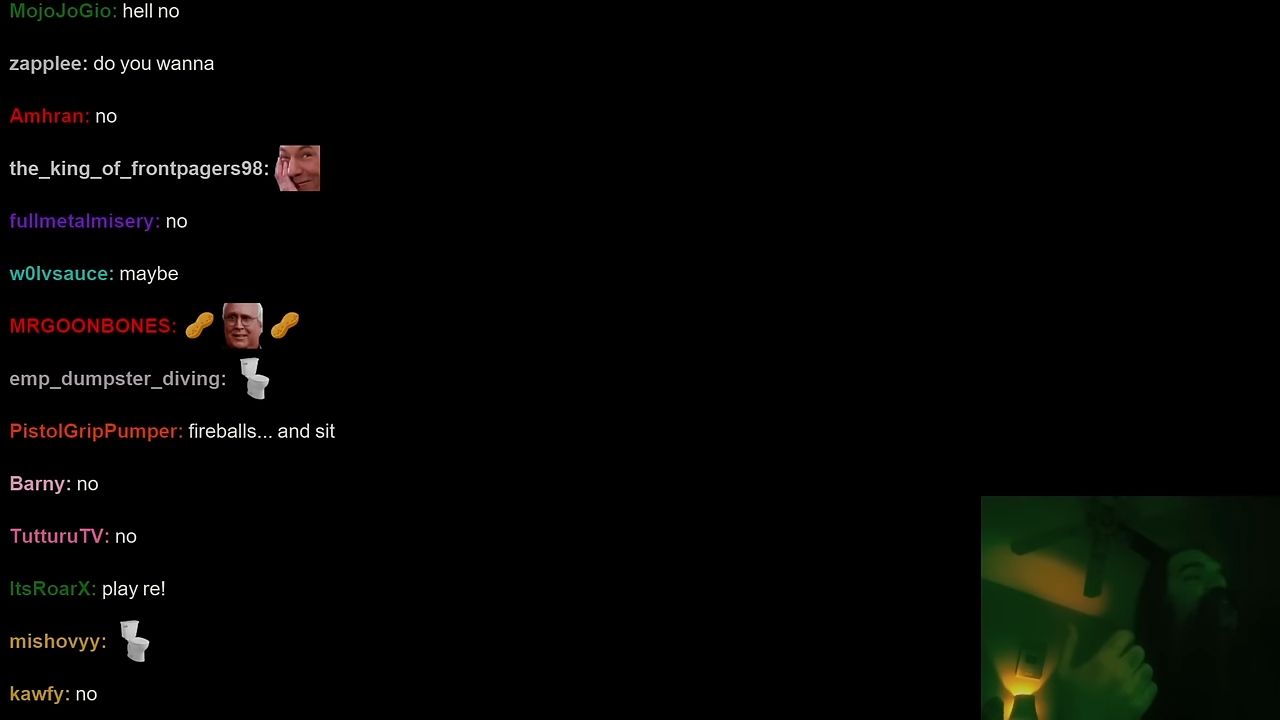 MojoJoGio: hell no
zapplee: do you wanna
Amhran: no
the_king_of_frontpagers98:
fullmetalmisery: no
w0lvsauce: maybe
MRGOONBONES:
emp_dumpster_diving:
PistolGripPumper: fireballs... and sit
Barny: no
TutturuTV: no
ItsRoarX: play re!
mishovyy:
kawfy: no